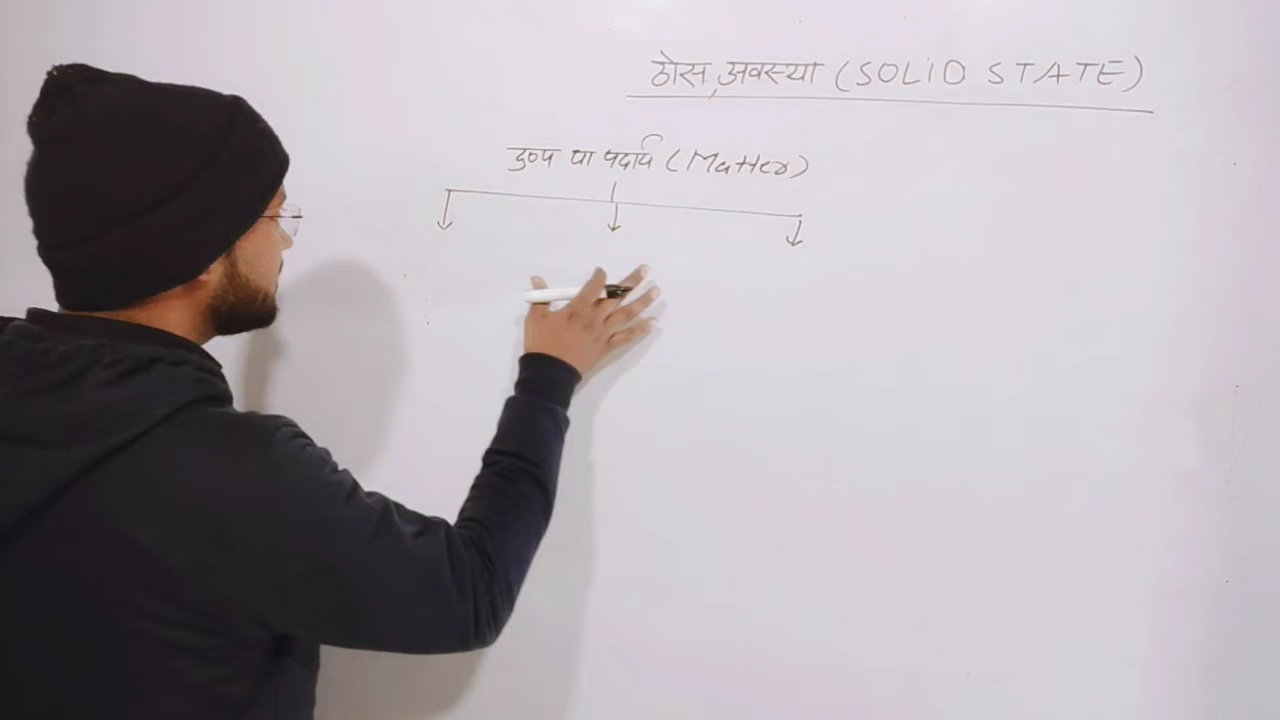 ठोस अवस्था (SOLID STATE)
द्रव्य या पदार्थ (Matter)